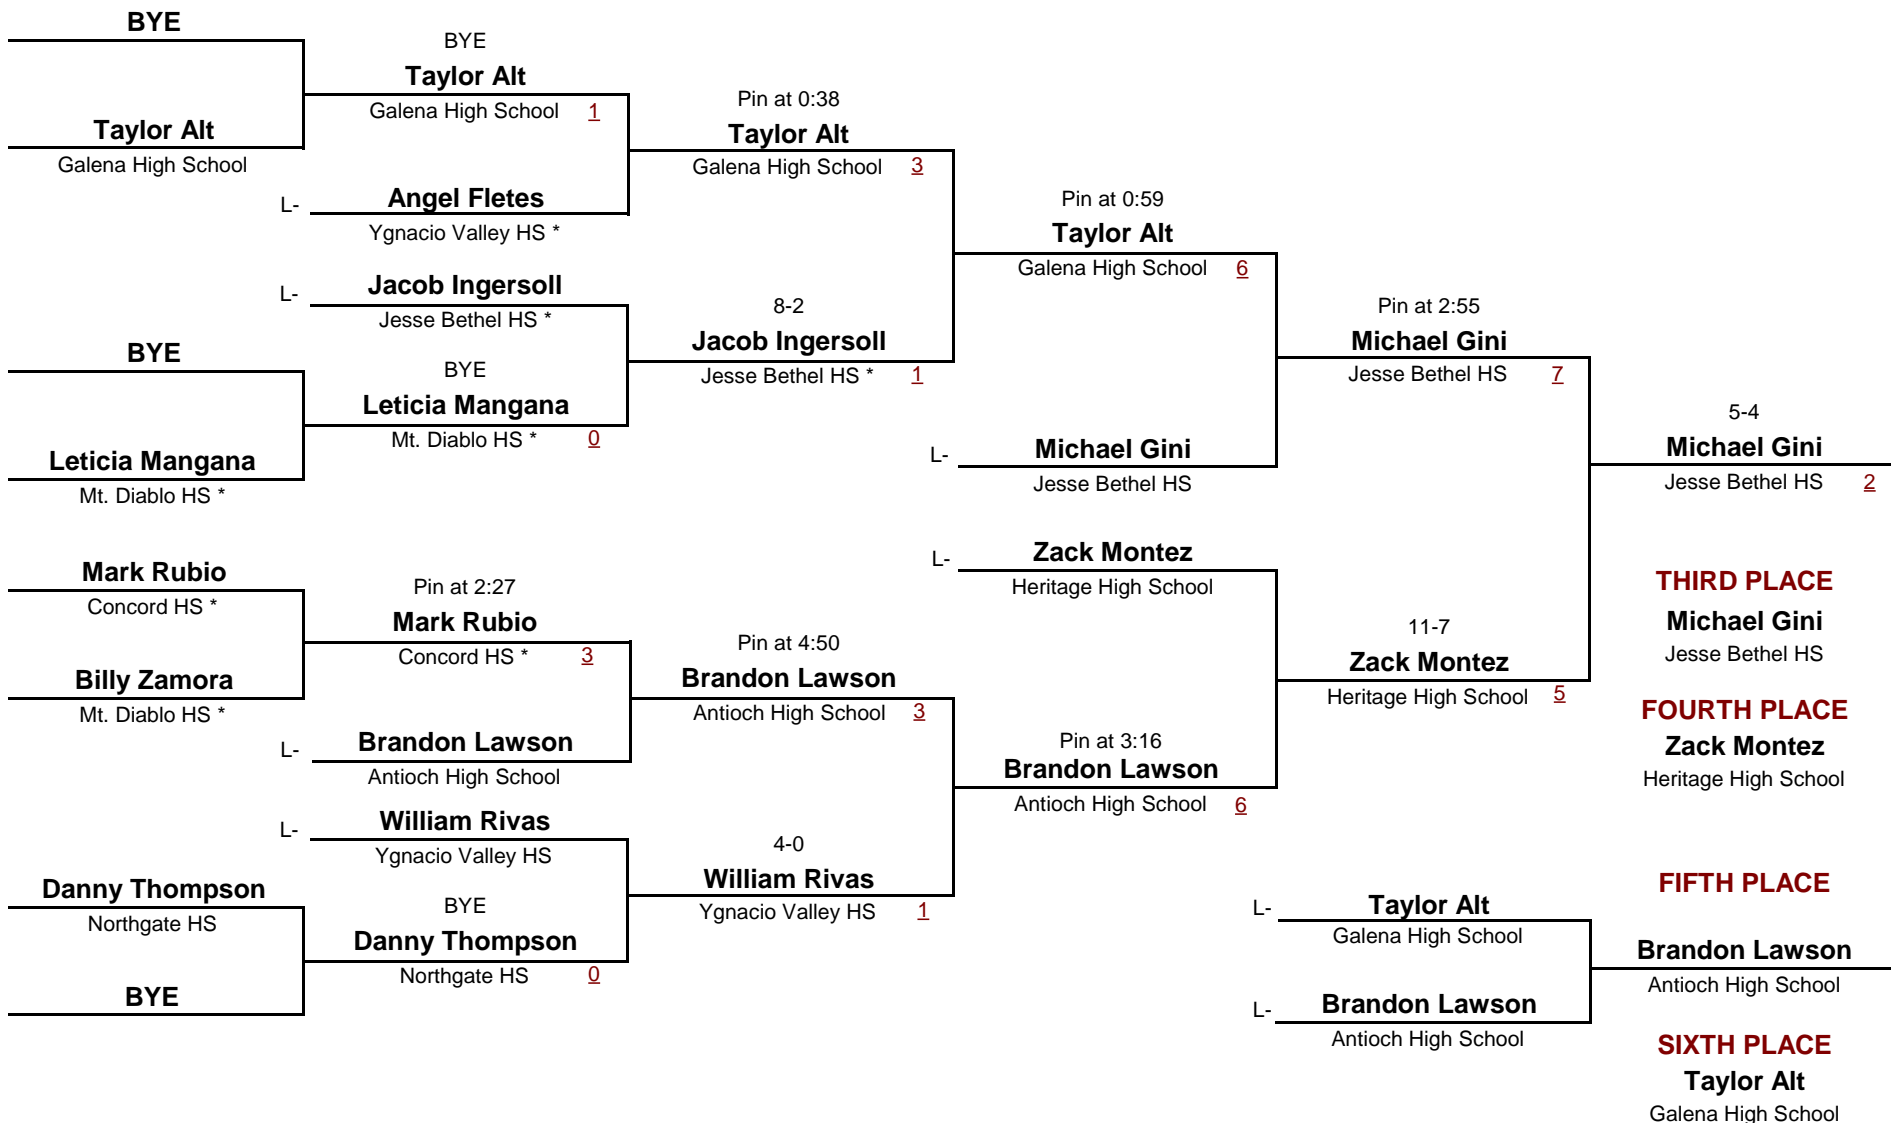 BYE
Taylor Alt
Galena High School
BYE
Leticia Mangana
Mt. Diablo HS *
Mark Rubio
Concord HS *
Billy Zamora
Mt. Diablo HS *
Danny Thompson
Northgate HS
BYE
BYE
Taylor Alt
Galena High School 1
L- Angel Fletes
Ygnacio Valley HS *
L- Jacob Ingersoll
Jesse Bethel HS *
BYE
Leticia Mangana
Mt. Diablo HS * 0
Pin at 2:27
Mark Rubio
Concord HS * 3
L- Brandon Lawson
Antioch High School
L- William Rivas
Ygnacio Valley HS
BYE
Danny Thompson
Northgate HS 0
Pin at 0:38
Taylor Alt
Galena High School 3
8-2
Jacob Ingersoll
Jesse Bethel HS * 1
Pin at 4:50
Brandon Lawson
Antioch High School 3
4-0
William Rivas
Ygnacio Valley HS 1
Pin at 0:59
Taylor Alt
Galena High School 6
L- Michael Gini
Jesse Bethel HS
L- Zack Montez
Heritage High School
Pin at 3:16
Brandon Lawson
Antioch High School 6
Pin at 2:55
Michael Gini
Jesse Bethel HS 7
11-7
Zack Montez
Heritage High School 5
L- Taylor Alt
Galena High School
L- Brandon Lawson
Antioch High School
5-4
Michael Gini
Jesse Bethel HS 2
THIRD PLACE
Michael Gini
Jesse Bethel HS
FOURTH PLACE
Zack Montez
Heritage High School
FIFTH PLACE
Brandon Lawson
Antioch High School
SIXTH PLACE
Taylor Alt
Galena High School